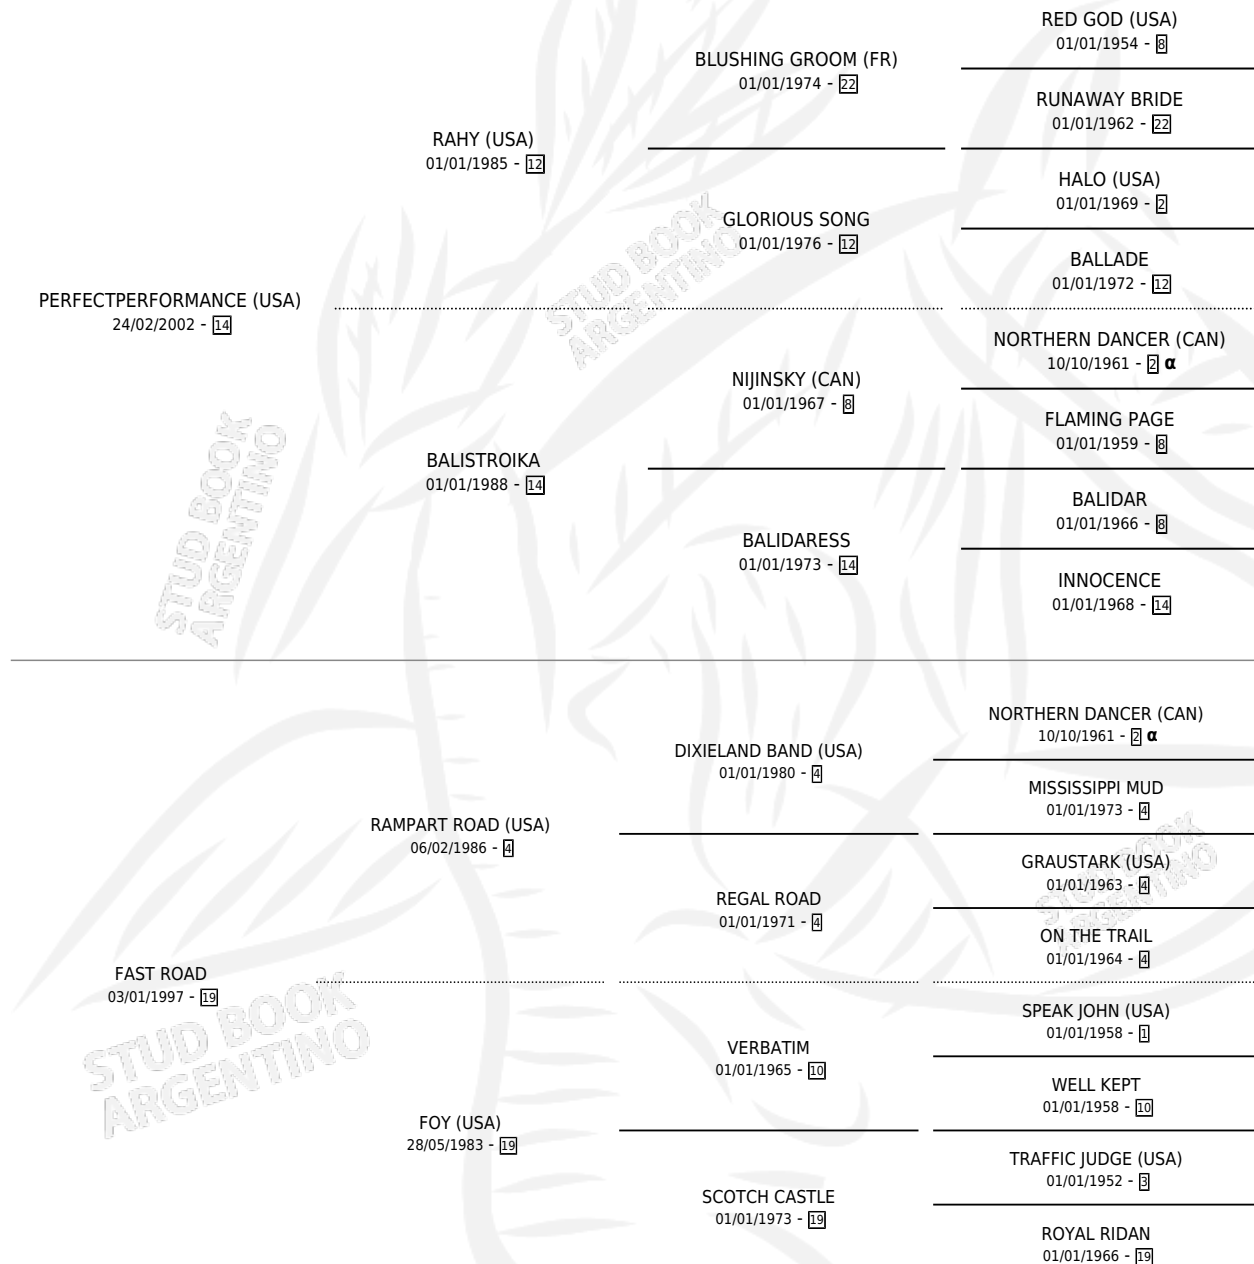 RED GOD (USA)
01/01/1954 - 8
BLUSHING GROOM (FR)
01/01/1974 - 22
RUNAWAY BRIDE
01/01/1962 - 22
RAHY (USA)
01/01/1985 - 12
HALO (USA)
01/01/1969 - 2
GLORIOUS SONG
01/01/1976 - 12
BALLADE
01/01/1972 - 12
STUD BOOK
ARGENTINO
PERFECTPERFORMANCE (USA)
24/02/2002 - 14
NORTHERN DANCER (CAN)
10/10/1961 - 2 α
NIJINSKY (CAN)
01/01/1967 - 8
FLAMING PAGE
01/01/1959 - 8
BALISTROIKA
01/01/1988 - 14
BALIDAR
01/01/1966 - 8
BALIDARESS
01/01/1973 - 14
INNOCENCE
01/01/1968 - 14
STUD BOOK
ARGENTINO
NORTHERN DANCER (CAN)
10/10/1961 - 2 α
DIXIELAND BAND (USA)
01/01/1980 - 4
MISSISSIPPI MUD
01/01/1973 - 4
RAMPART ROAD (USA)
06/02/1986 - 4
GRAUSTARK (USA)
01/01/1963 - 4
REGAL ROAD
01/01/1971 - 4
ON THE TRAIL
01/01/1964 - 4
STUD BOOK
ARGENTINO
FAST ROAD
03/01/1997 - 19
SPEAK JOHN (USA)
01/01/1958 - 1
VERBATIM
01/01/1965 - 10
WELL KEPT
01/01/1958 - 10
STUD BOOK
ARGENTINO
FOY (USA)
28/05/1983 - 19
TRAFFIC JUDGE (USA)
01/01/1952 - 3
SCOTCH CASTLE
01/01/1973 - 19
ROYAL RIDAN
01/01/1966 - 19